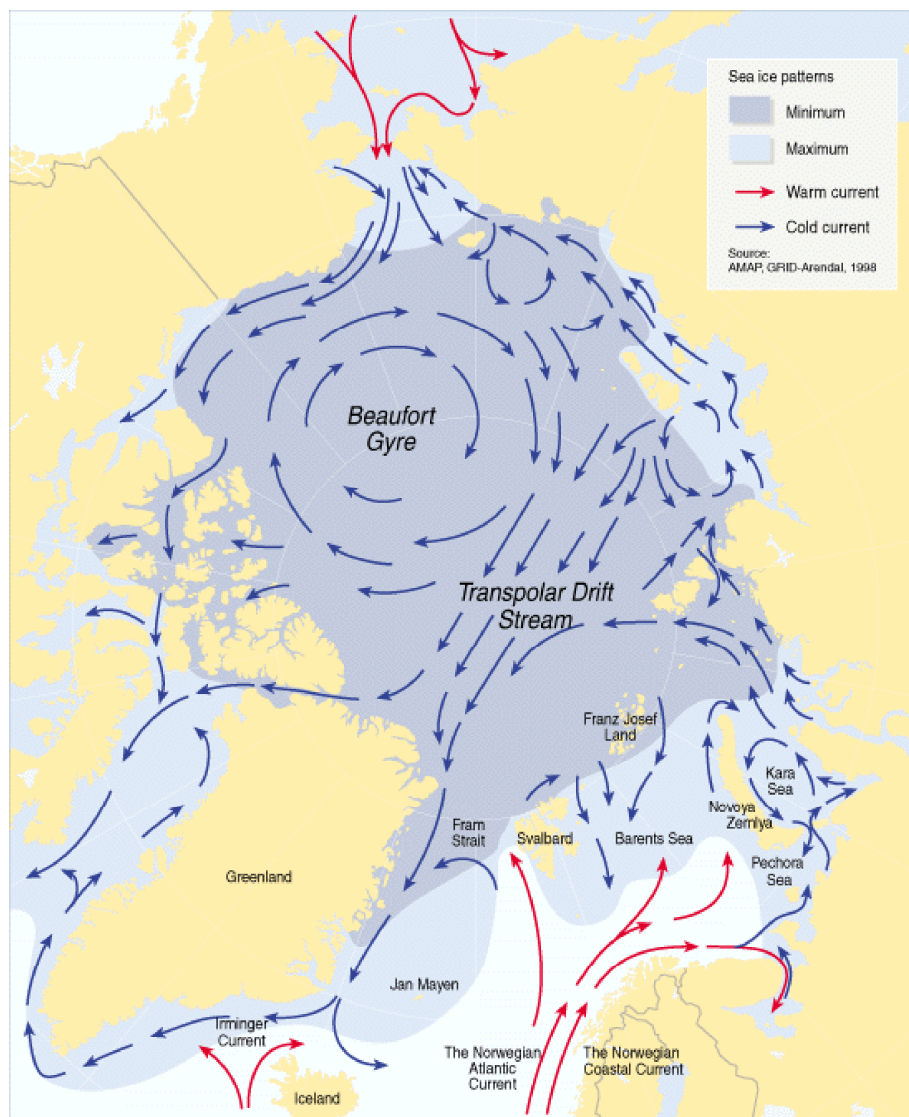 Sea ice patterns
Minimum
Maximum
Warm current
Cold current
Source:
AMAP, GRID-Arendal, 1998
Beaufort
Gyre
Transpolar Drift
Stream
Franz Josef
Land
Kara
Sea
Novoya
Zemlya
Fram
Strait
Svalbard
Barents Sea
Pechora
Sea
Greenland
Jan Mayen
Irminger
Current
The Norwegian
Atlantic
Current
The Norwegian
Coastal Current
Iceland